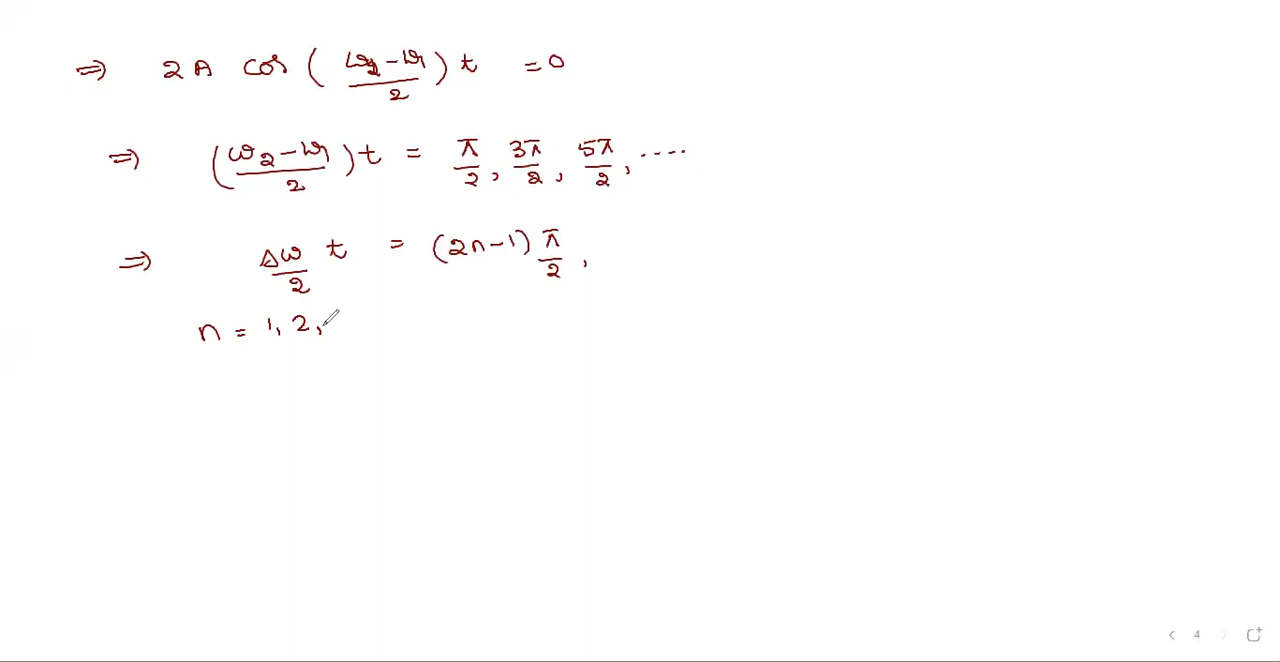 ⇒ 2A cos (ω₂ - ω₁ / 2) t = 0
⇒ (ω₂ - ω₁ / 2) t = π/2, 3π/2, 5π/2, ....
⇒ Δω/2 t = (2n-1) π/2,
n = 1, 2,
< 4 >